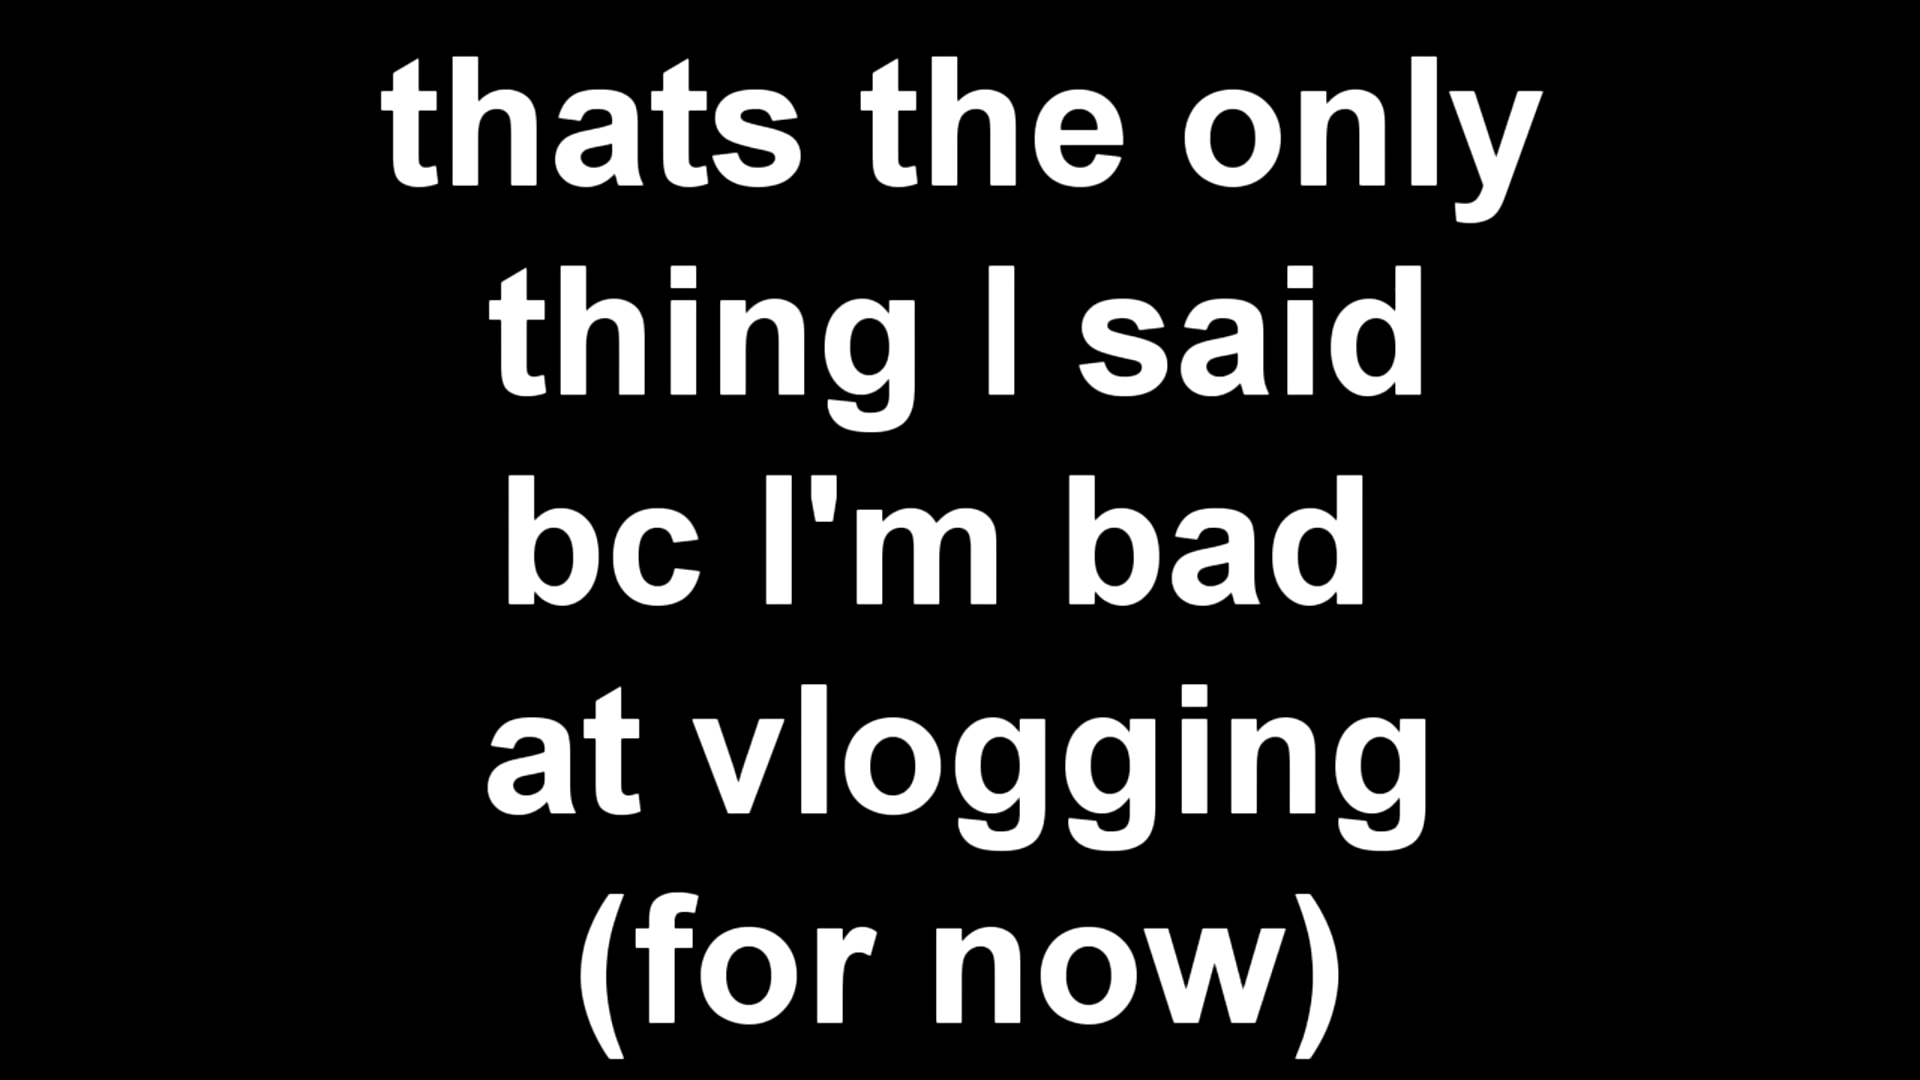 thats the only
thing I said
bc I'm bad
at vlogging
(for now)